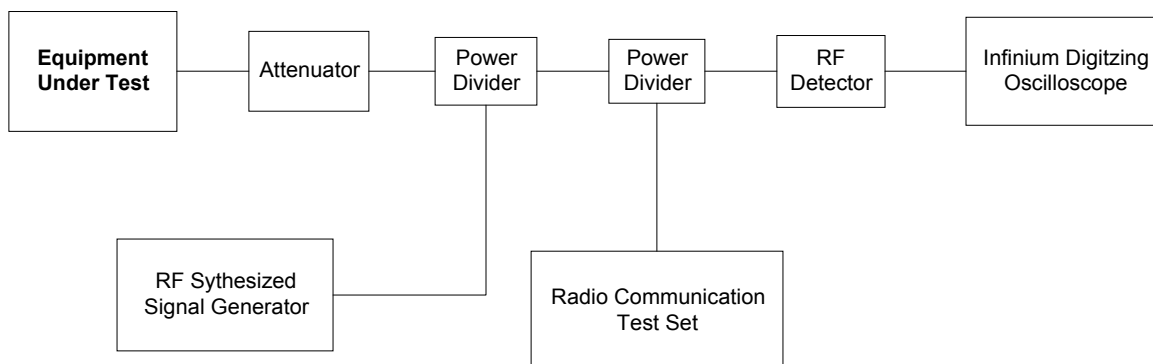 Equipment
Under Test
Attenuator
Power
Divider
Power
Divider
RF
Detector
Infinium Digitzing
Oscilloscope
RF Sythesized
Signal Generator
Radio Communication
Test Set